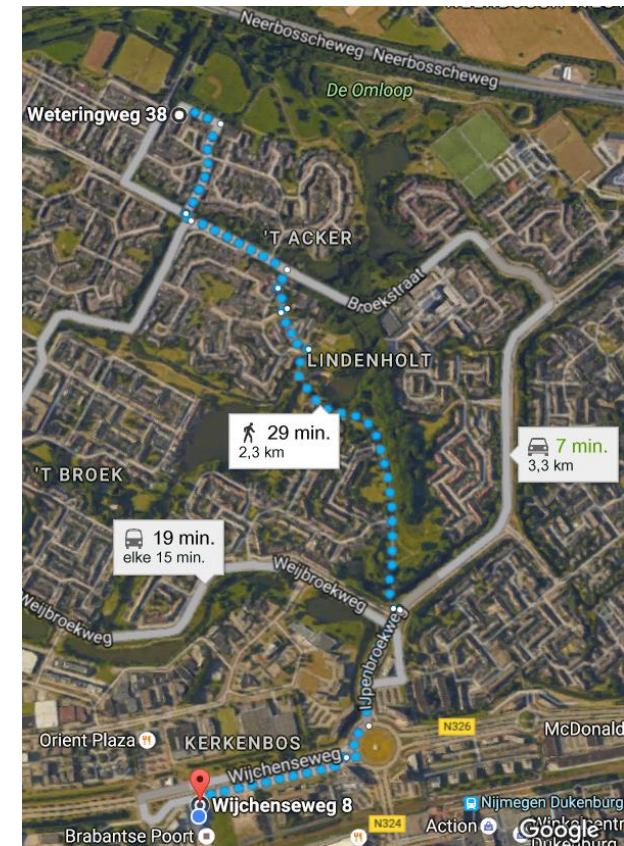 Neerbosscheweg Neerbosscheweg
De Omloop
Weteringweg 38
'T ACKER
Broekstraat
LINDENHOLT
29 min.
2,3 km
7 min.
3,3 km
'T BROEK
19 min.
elke 15 min.
Weijbroekweg
Weijbroekweg
IJpenbroekweg
N326
McDonald
Orient Plaza
KERKENBOS
Wijchenseweg
Wijchenseweg 8
Nijmegen Dukenburg
N324
Action
Brabantse Poort
Google
Dukenburg